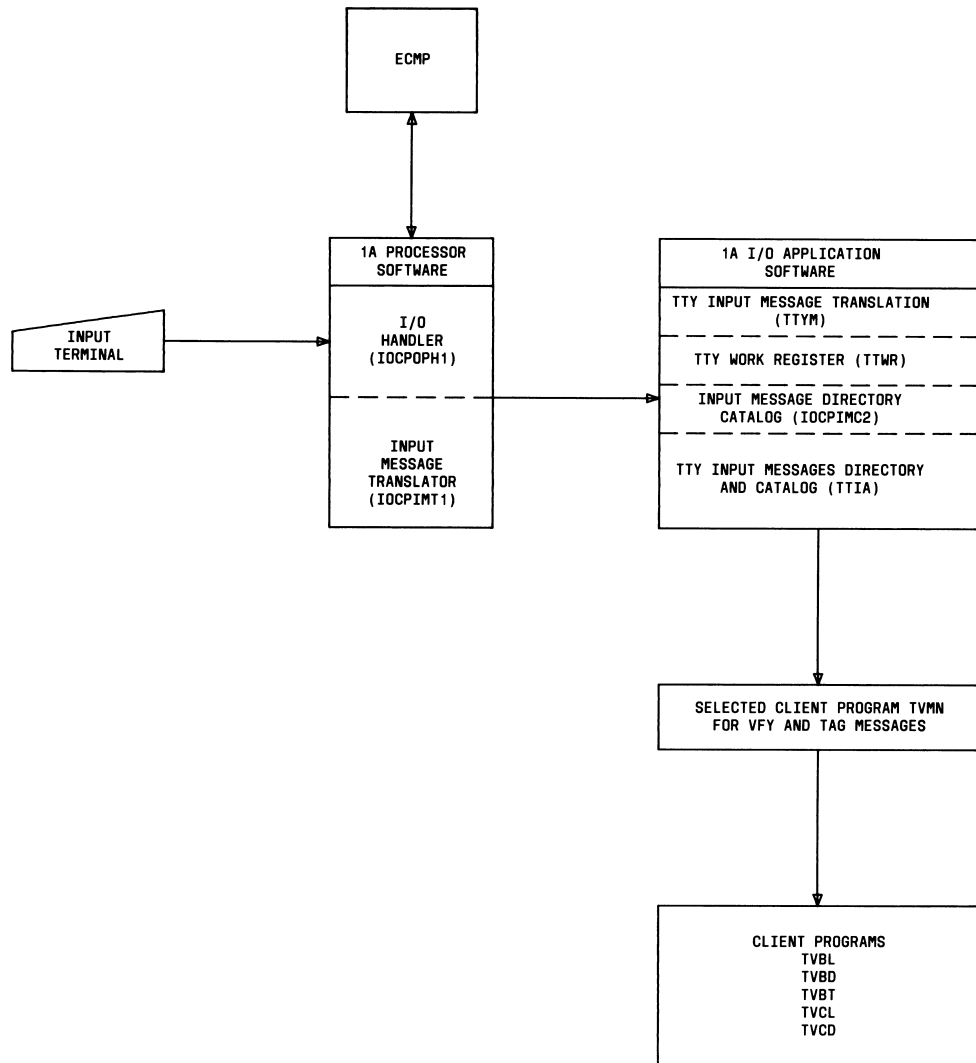 ECMP
1A PROCESSOR
SOFTWARE
I/O
HANDLER
(IOCPOPH1)
INPUT
MESSAGE
TRANSLATOR
(IOCPIMT1)
INPUT
TERMINAL
1A I/O APPLICATION
SOFTWARE
TTY INPUT MESSAGE TRANSLATION
(TTYM)
TTY WORK REGISTER (TTWR)
INPUT MESSAGE DIRECTORY
CATALOG (IOCPIMC2)
TTY INPUT MESSAGES DIRECTORY
AND CATALOG (TTIA)
SELECTED CLIENT PROGRAM TVMN
FOR VFY AND TAG MESSAGES
CLIENT PROGRAMS
TVBL
TVBD
TVBT
TVCL
TVCD